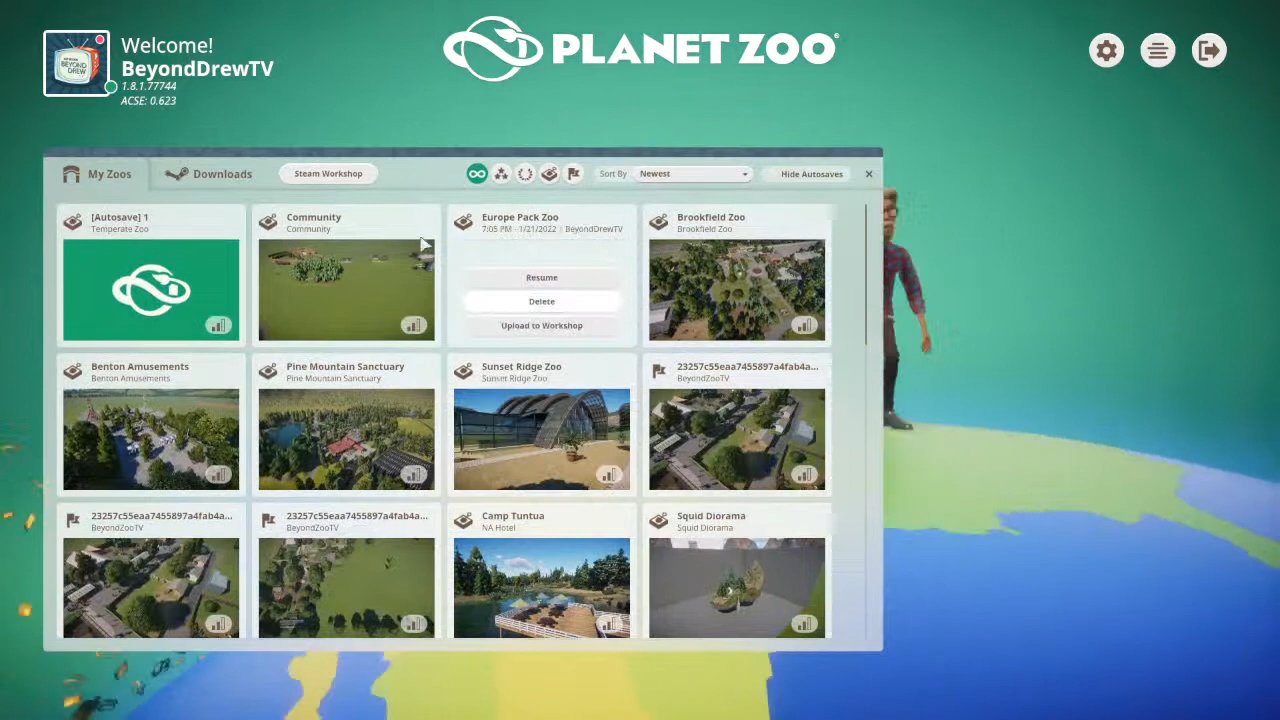 Welcome!
BeyondDrewTV
1.8.1.77744
ACSE: 0.623
BEYOND
DREW
PLANET ZOO®
My Zoos
Downloads
Steam Workshop
Sort By
Newest
Hide Autosaves
[Autosave] 1
Temperate Zoo
Community
Community
Europe Pack Zoo
7:05 PM - 1/21/2022 | BeyondDrewTV
Resume
Delete
Upload to Workshop
Brookfield Zoo
Brookfield Zoo
Benton Amusements
Benton Amusements
Pine Mountain Sanctuary
Pine Mountain Sanctuary
Sunset Ridge Zoo
Sunset Ridge Zoo
23257c55eaa7455897a4fab4a...
BeyondZooTV
23257c55eaa7455897a4fab4a...
BeyondZooTV
23257c55eaa7455897a4fab4a...
BeyondZooTV
Camp Tuntua
NA Hotel
Squid Diorama
Squid Diorama